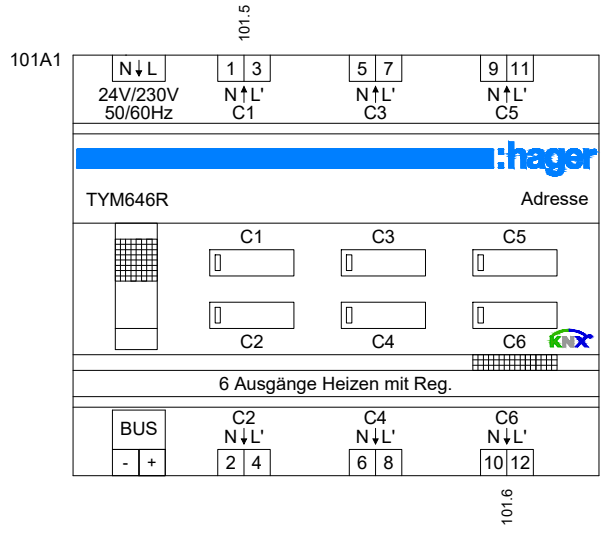 101.5
101A1
N↓L 1 3 5 7 9 11
24V/230V N↑L' N↑L' N↑L'
50/60Hz C1 C3 C5
:hager
TYM646R Adresse
C1 C3 C5
C2 C4 C6 KNX
6 Ausgänge Heizen mit Reg.
BUS C2 C4 C6
N↓L' N↓L' N↓L'
- + 2 4 6 8 10 12
101.6